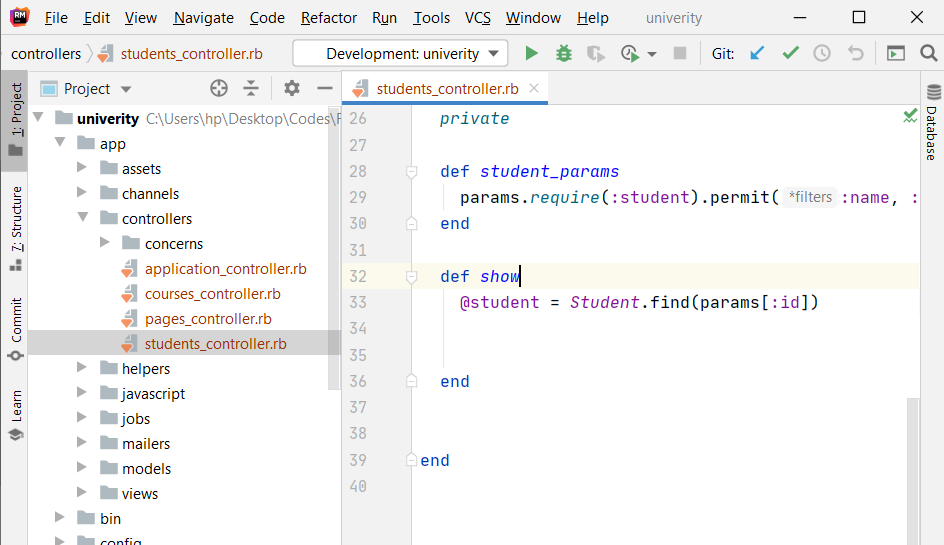 RM
File Edit View Navigate Code Refactor Run Tools VCS Window Help univerity
controllers students_controller.rb Development: univerity Git:
1: Project
7: Structure
Commit
Learn
Project
univerity C:\Users\hp\Desktop\Codes\
app
assets
channels
controllers
concerns
application_controller.rb
courses_controller.rb
pages_controller.rb
students_controller.rb
helpers
javascript
jobs
mailers
models
views
bin
config
students_controller.rb
26 private
27
28 def student_params
29 params.require(:student).permit( *filters :name, :
30 end
31
32 def show
33 @student = Student.find(params[:id])
34
35
36 end
37
38
39 end
40
Database